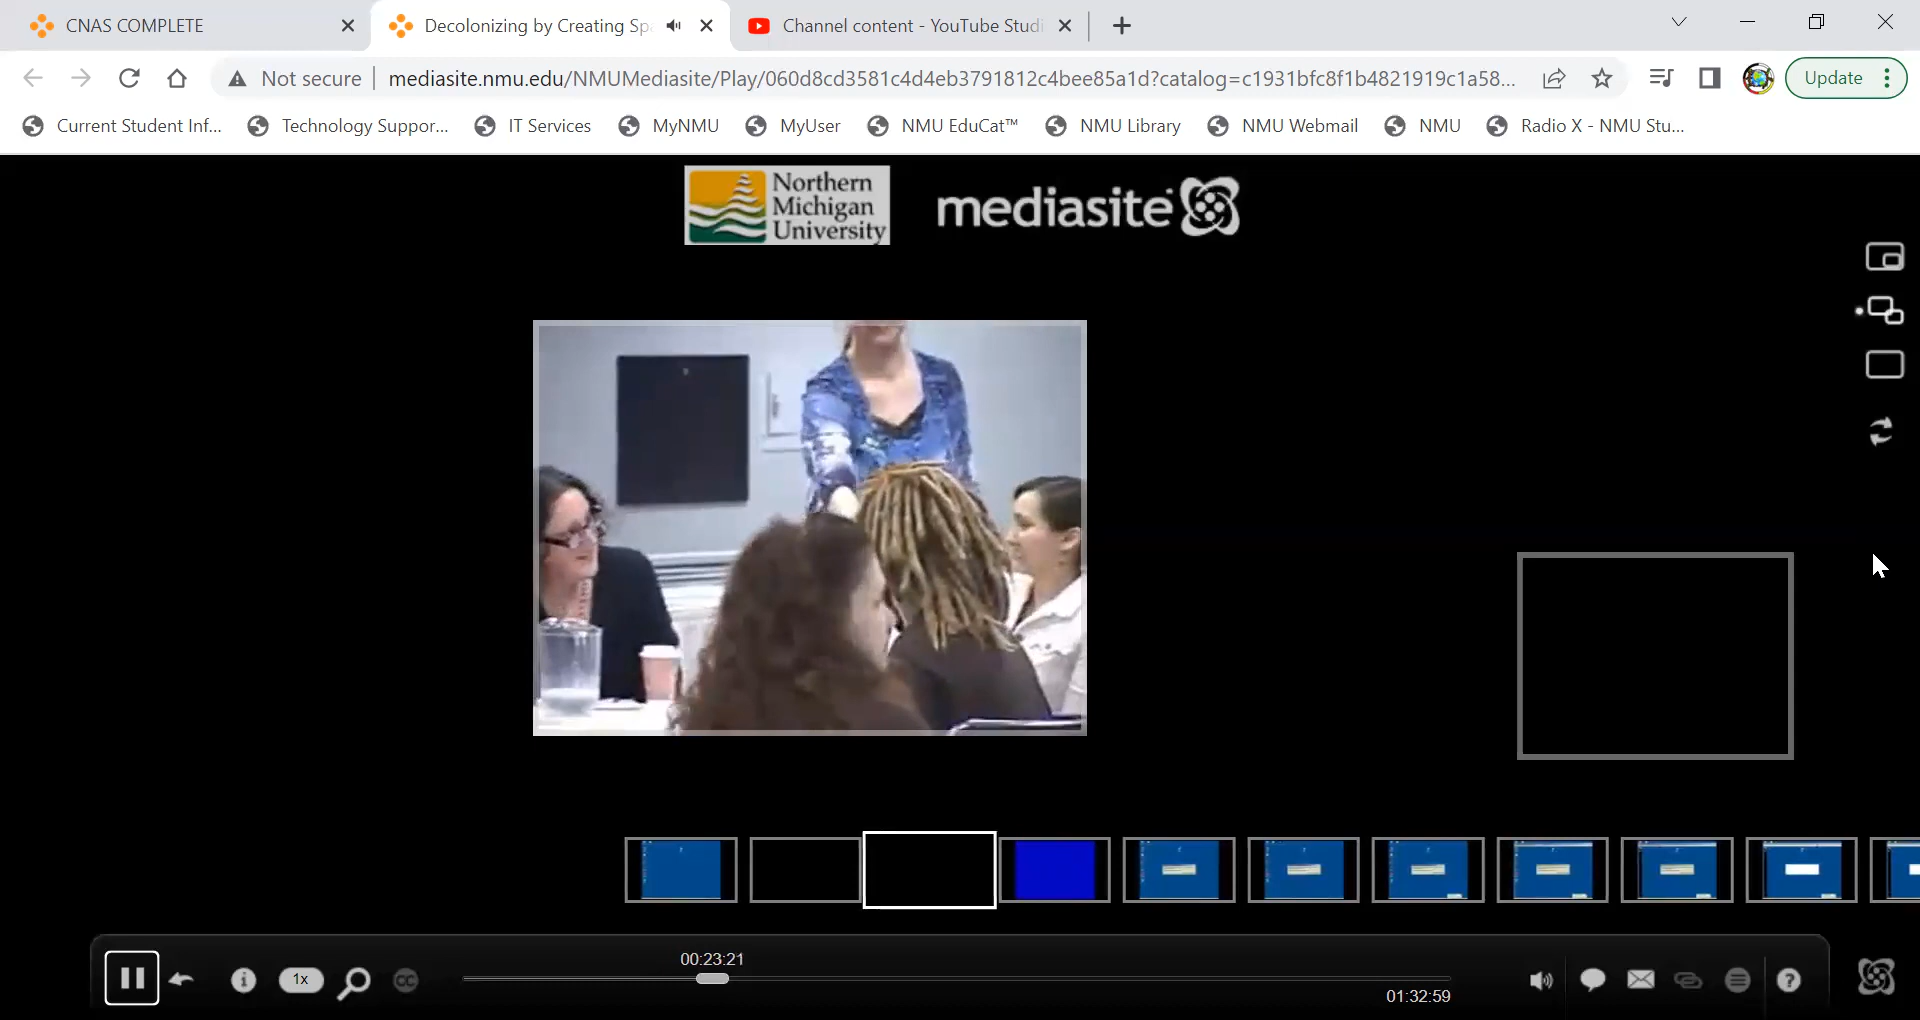 CNAS COMPLETE
Decolonizing by Creating Sp
Channel content - YouTube Studi
Not secure
mediasite.nmu.edu/NMUMediasite/Play/060d8cd3581c4d4eb3791812c4bee85a1d?catalog=c1931bfc8f1b4821919c1a58...
Update
Current Student Inf...
Technology Suppor...
IT Services
MyNMU
MyUser
NMU EduCat™
NMU Library
NMU Webmail
NMU
Radio X - NMU Stu...
Northern
Michigan
University
mediasite
00:23:21
1x
CC
01:32:59